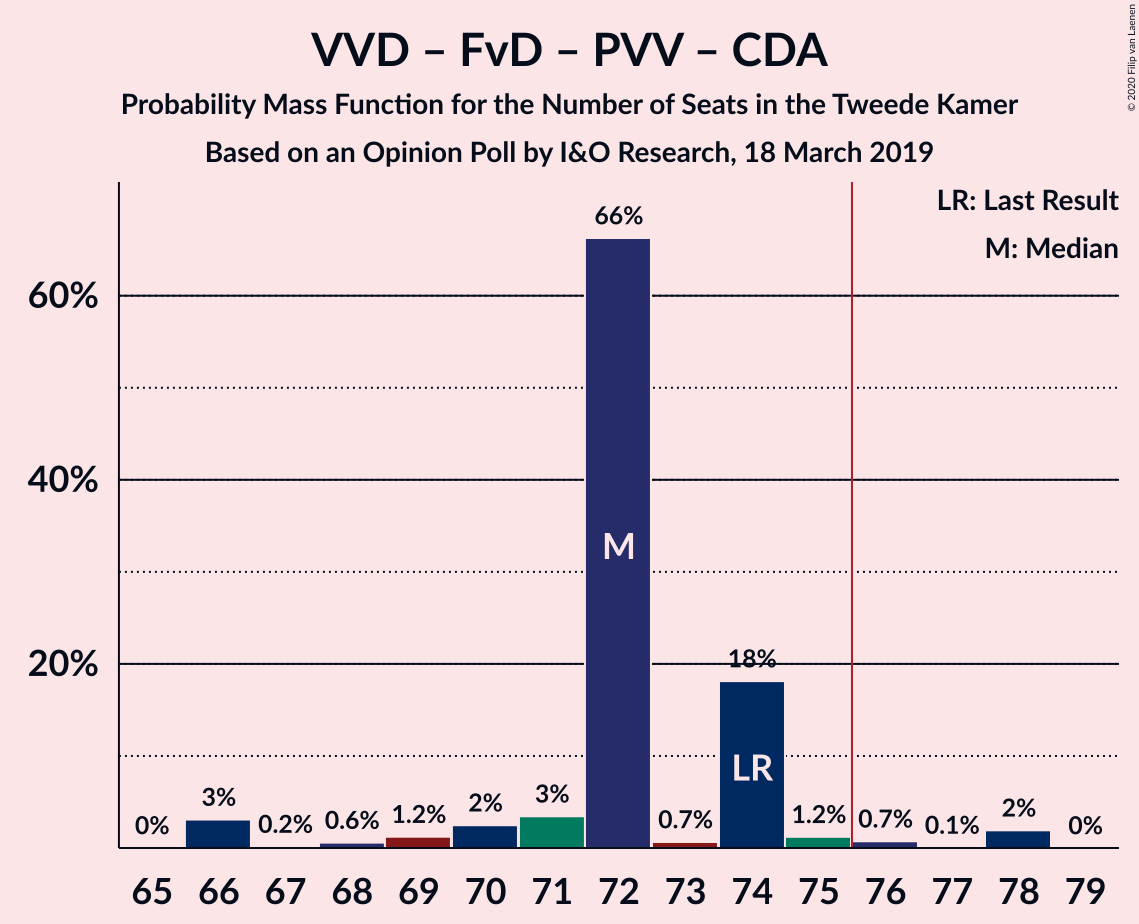 VVD – FvD – PVV – CDA
Probability Mass Function for the Number of Seats in the Tweede Kamer
Based on an Opinion Poll by I&O Research, 18 March 2019
© 2020 Filip van Laenen
LR: Last Result
M: Median
60%
40%
20%
0%
3%
0.2%
0.6%
1.2%
2%
3%
66%
M
0.7%
18%
LR
1.2%
0.7%
0.1%
2%
0%
65 66 67 68 69 70 71 72 73 74 75 76 77 78 79